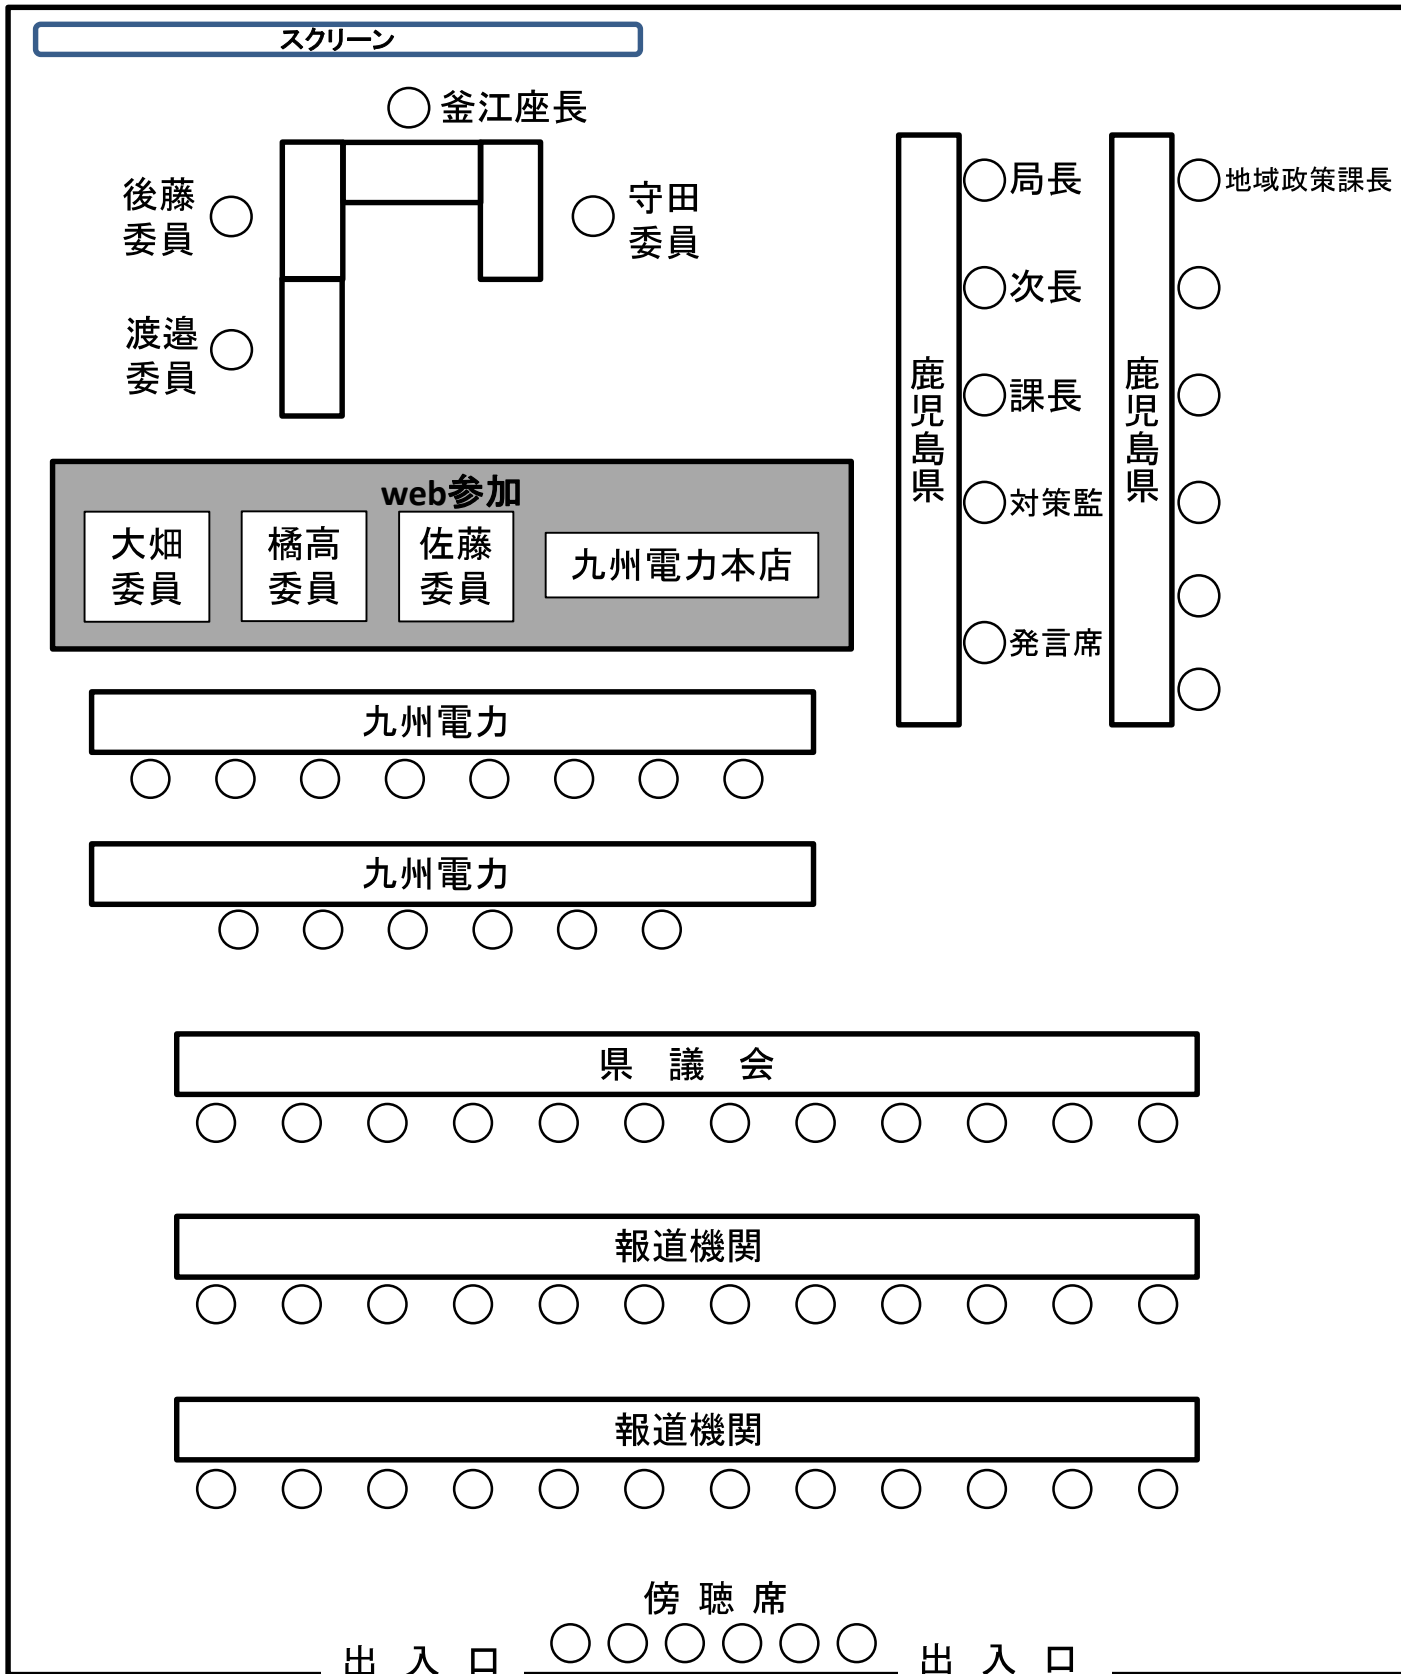 スクリーン
釜江座長
後藤
委員
守田
委員
渡邉
委員
局長
次長
課長
対策監
発言席
鹿児島県
鹿児島県
地域政策課長
web参加
大畑
委員
橘高
委員
佐藤
委員
九州電力本店
九州電力
九州電力
県 議 会
報道機関
報道機関
傍 聴 席
出 入 口
出 入 口